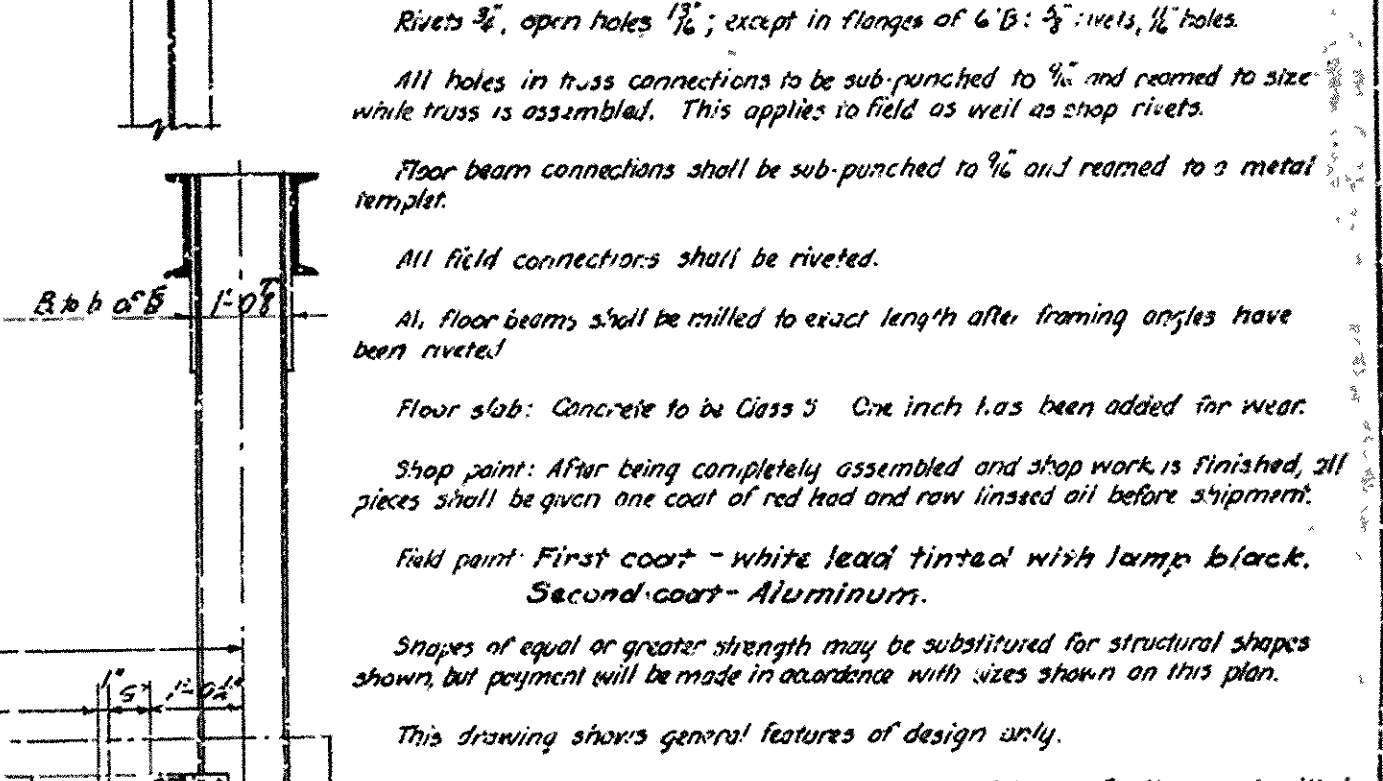 Rivets 3/4", open holes 13/16"; except in flanges of 6"[: 5/8" rivets, 11/16" holes.
All holes in truss connections to be sub-punched to 9/16" and reamed to size
while truss is assembled. This applies to field as well as shop rivets.
Floor beam connections shall be sub-punched to 9/16" and reamed to a metal
templet.
All field connections shall be riveted.
B. to b. of [s 1'-0 7/8"
All floor beams shall be milled to exact length after framing angles have
been riveted
Floor slab: Concrete to be Class One inch has been added for wear.
Shop paint: After being completely assembled and shop work is finished, all
pieces shall be given one coat of red lead and raw linseed oil before shipment.
Field paint: First coat - white lead tinted with lamp black.
Second coat - Aluminum.
Shapes of equal or greater strength may be substituted for structural shapes
shown, but payment will be made in accordance with sizes shown on this plan.
1" 5" 1'-0 1/2"
This drawing shows general features of design only.